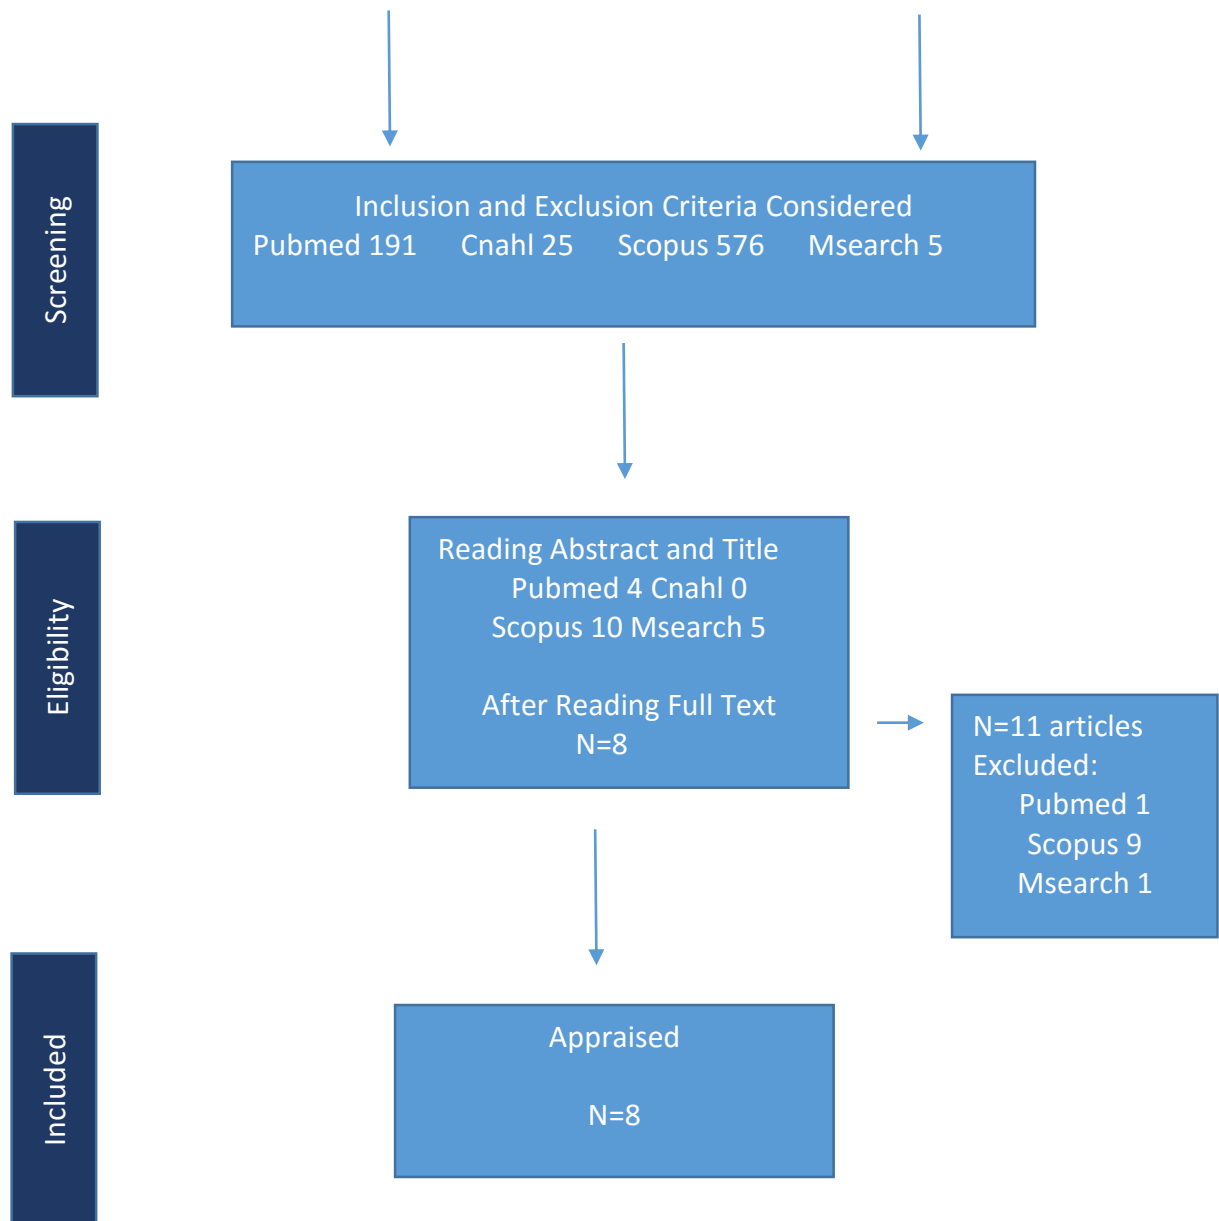 Screening
Inclusion and Exclusion Criteria Considered
Pubmed 191 Cnahl 25 Scopus 576 Msearch 5
Eligibility
Reading Abstract and Title
Pubmed 4 Cnahl 0
Scopus 10 Msearch 5
After Reading Full Text
N=8
N=11 articles
Excluded:
Pubmed 1
Scopus 9
Msearch 1
Included
Appraised
N=8